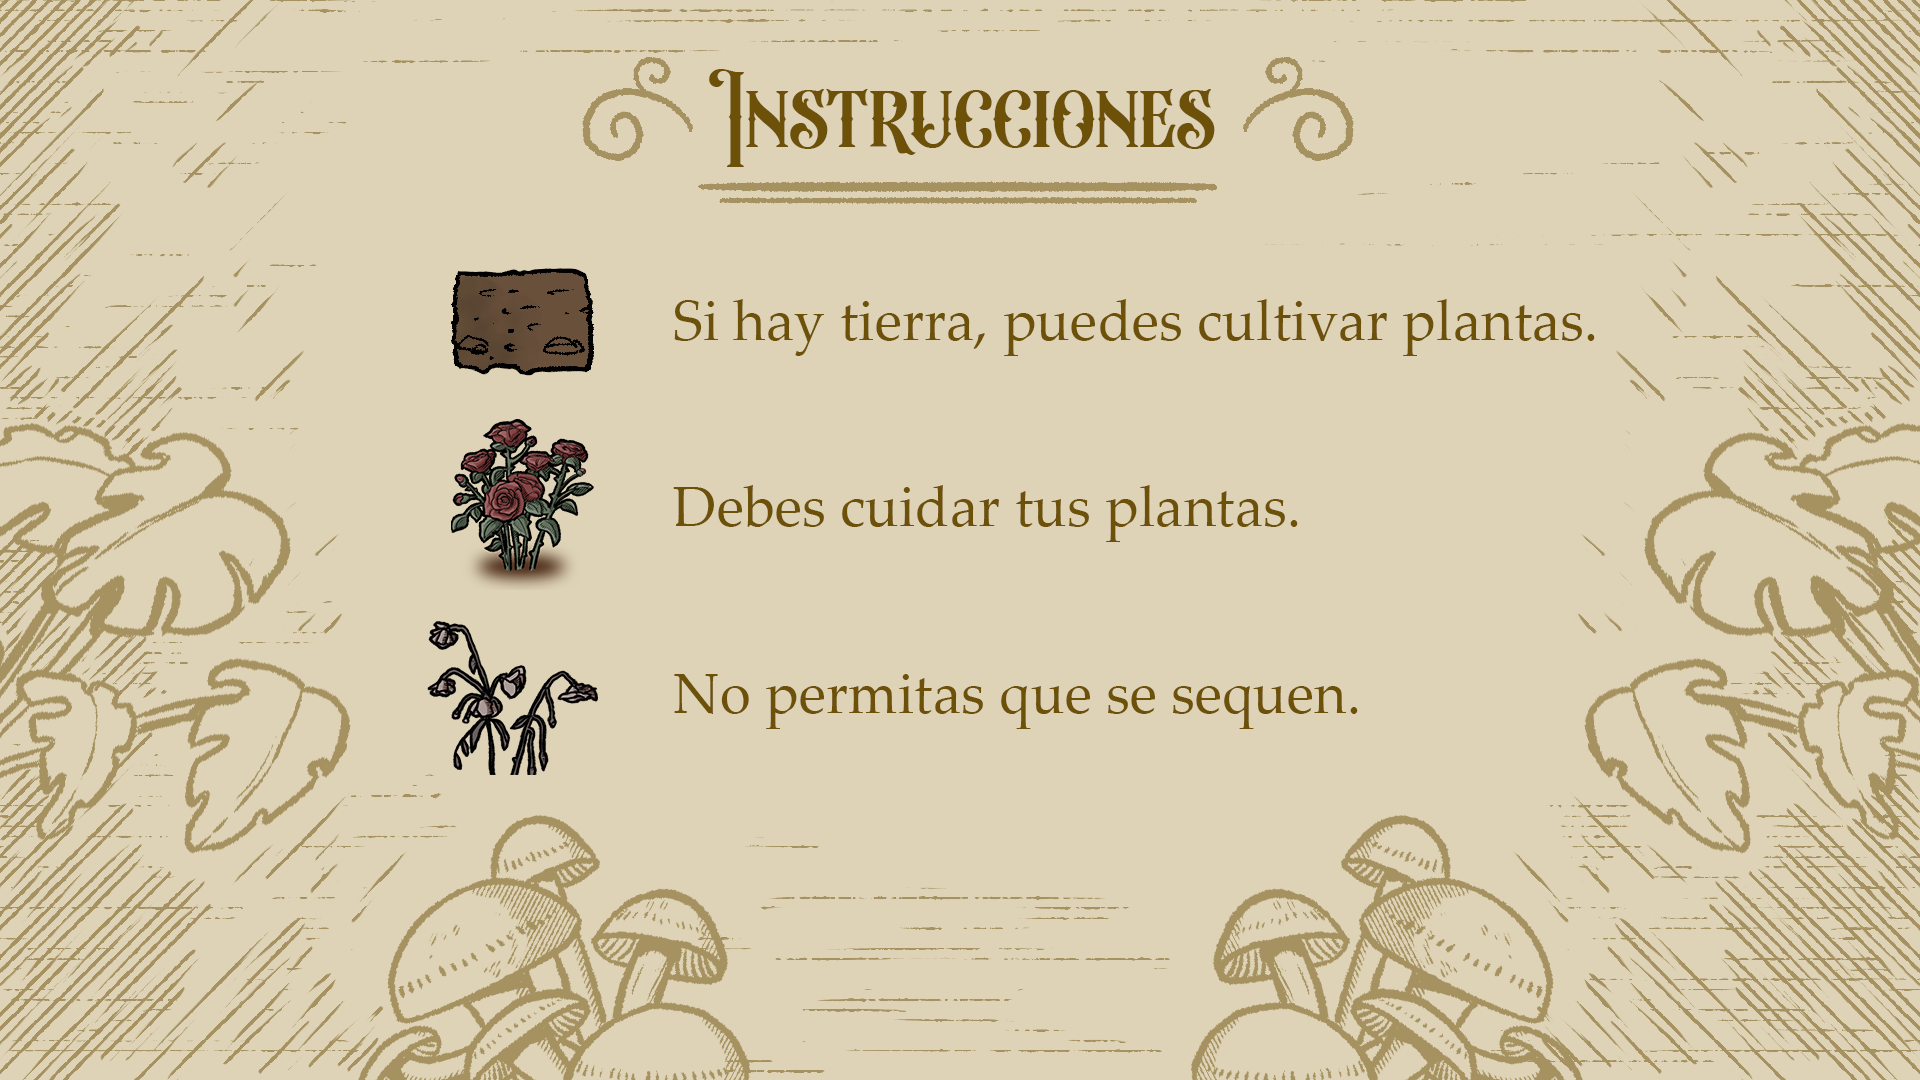 Instrucciones
Si hay tierra, puedes cultivar plantas.
Debes cuidar tus plantas.
No permitas que se sequen.